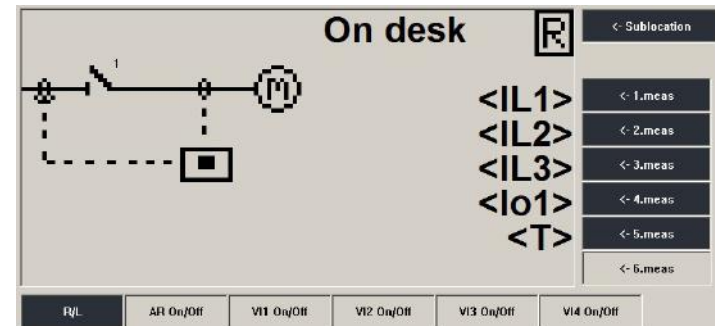 On desk
R
<- Sublocation
1
M
<IL1>
<- 1.meas
<IL2>
<- 2.meas
<IL3>
<- 3.meas
<Io1>
<- 4.meas
<T>
<- 5.meas
<- 6.meas
R/L
AR On/Off
VI1 On/Off
VI2 On/Off
VI3 On/Off
VI4 On/Off